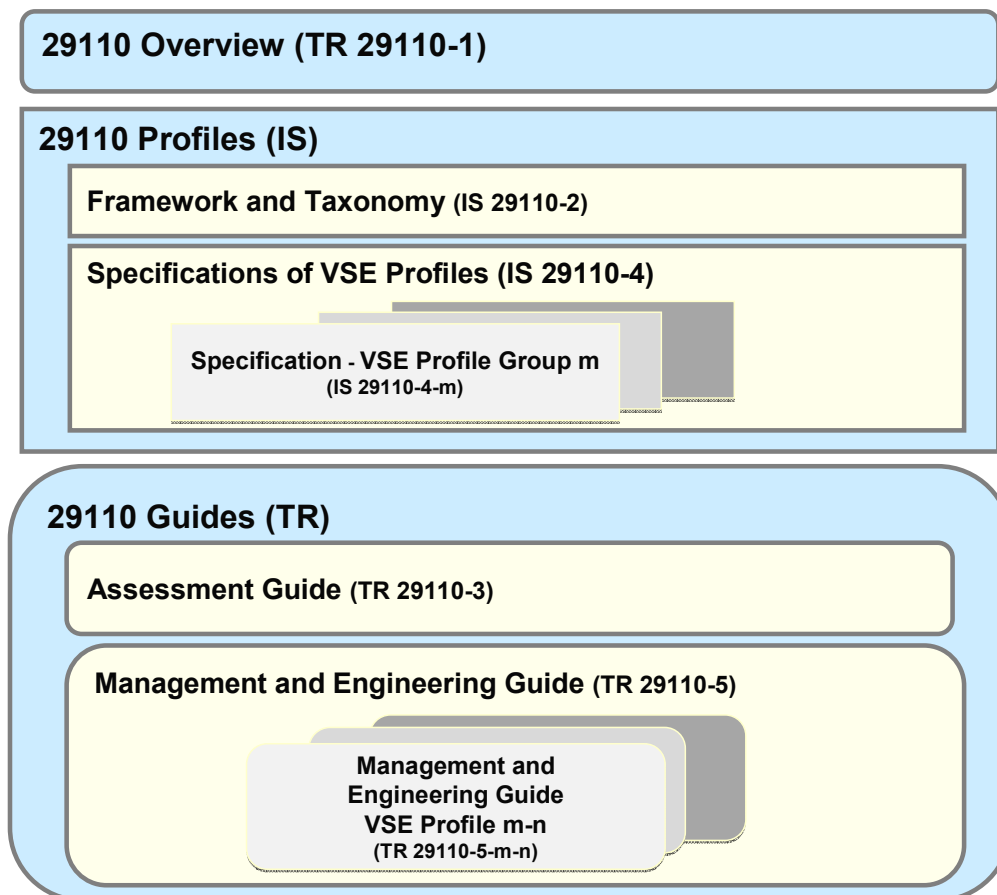 29110 Overview (TR 29110-1)
29110 Profiles (IS)
Framework and Taxonomy (IS 29110-2)
Specifications of VSE Profiles (IS 29110-4)
Specification - VSE Profile Group m
(IS 29110-4-m)
29110 Guides (TR)
Assessment Guide (TR 29110-3)
Management and Engineering Guide (TR 29110-5)
Management and
Engineering Guide
VSE Profile m-n
(TR 29110-5-m-n)